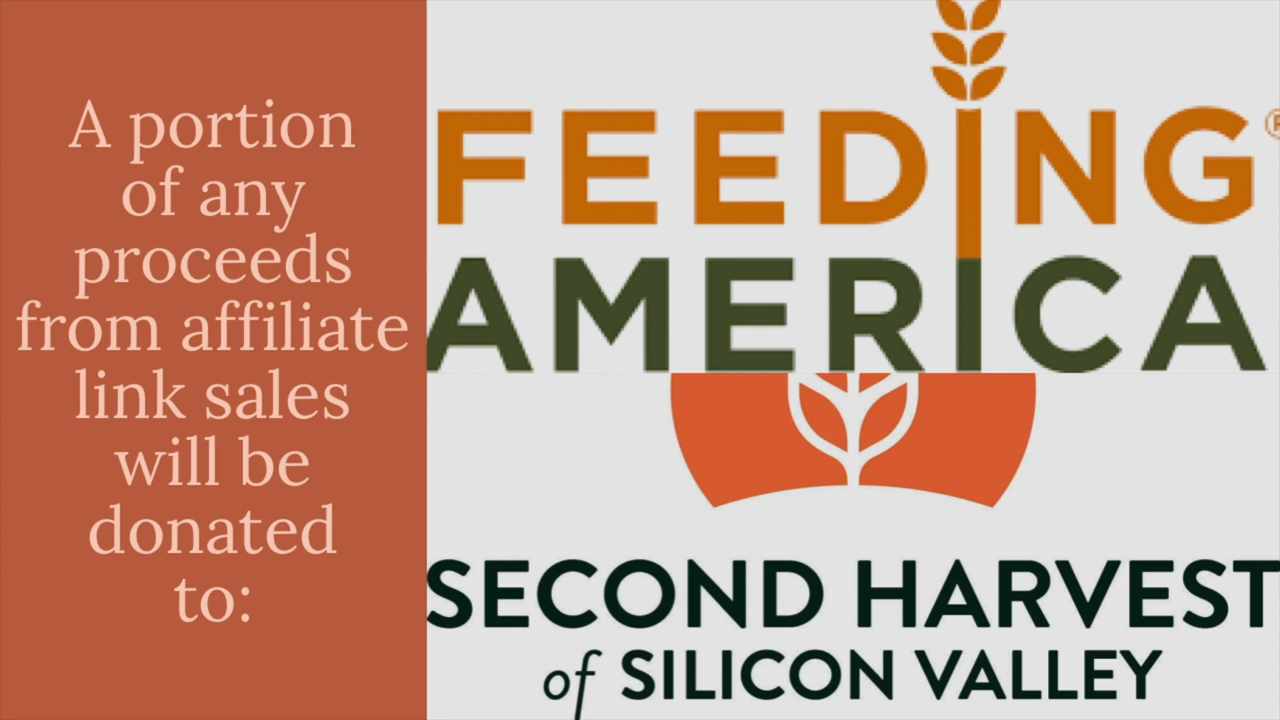 A portion
of any
proceeds
from affiliate
link sales
will be
donated
to:
FEEDING®
AMERICA
SECOND HARVEST
of SILICON VALLEY